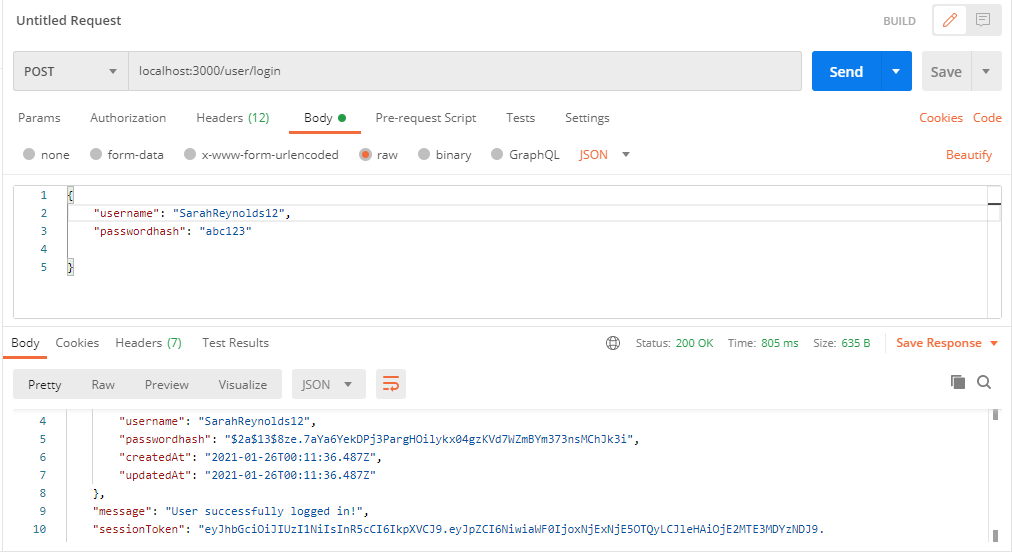 Untitled Request BUILD
POST localhost:3000/user/login Send Save
Params Authorization Headers (12) Body Pre-request Script Tests Settings Cookies Code
none form-data x-www-form-urlencoded raw binary GraphQL JSON Beautify
1 {
2 "username": "SarahReynolds12",
3 "passwordhash": "abc123"
4
5 }
Body Cookies Headers (7) Test Results Status: 200 OK Time: 805 ms Size: 635 B Save Response
Pretty Raw Preview Visualize JSON
4 "username": "SarahReynolds12",
5 "passwordhash": "$2a$13$8ze.7aYa6YekDPj3PargHOilykx04gzKVd7WZmBYm373nsMChJk3i",
6 "createdAt": "2021-01-26T00:11:36.487Z",
7 "updatedAt": "2021-01-26T00:11:36.487Z"
8 },
9 "message": "User successfully logged in!",
10 "sessionToken": "eyJhbGciOiJIUzI1NiIsInR5cCI6IkpXVCJ9.eyJpZCI6NiwiaWF0IjoxNjExNjE5OTQyLCJleHAiOjE2MTE3MDYzNDJ9.